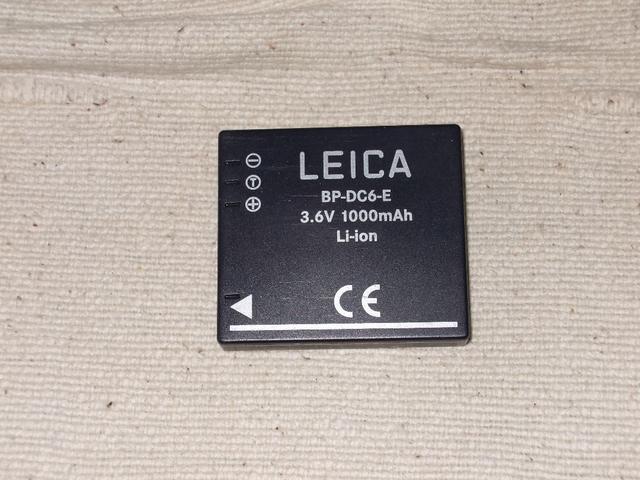 LEICA
BP-DC6-E
3.6V 1000mAh
Li-ion
T
CE